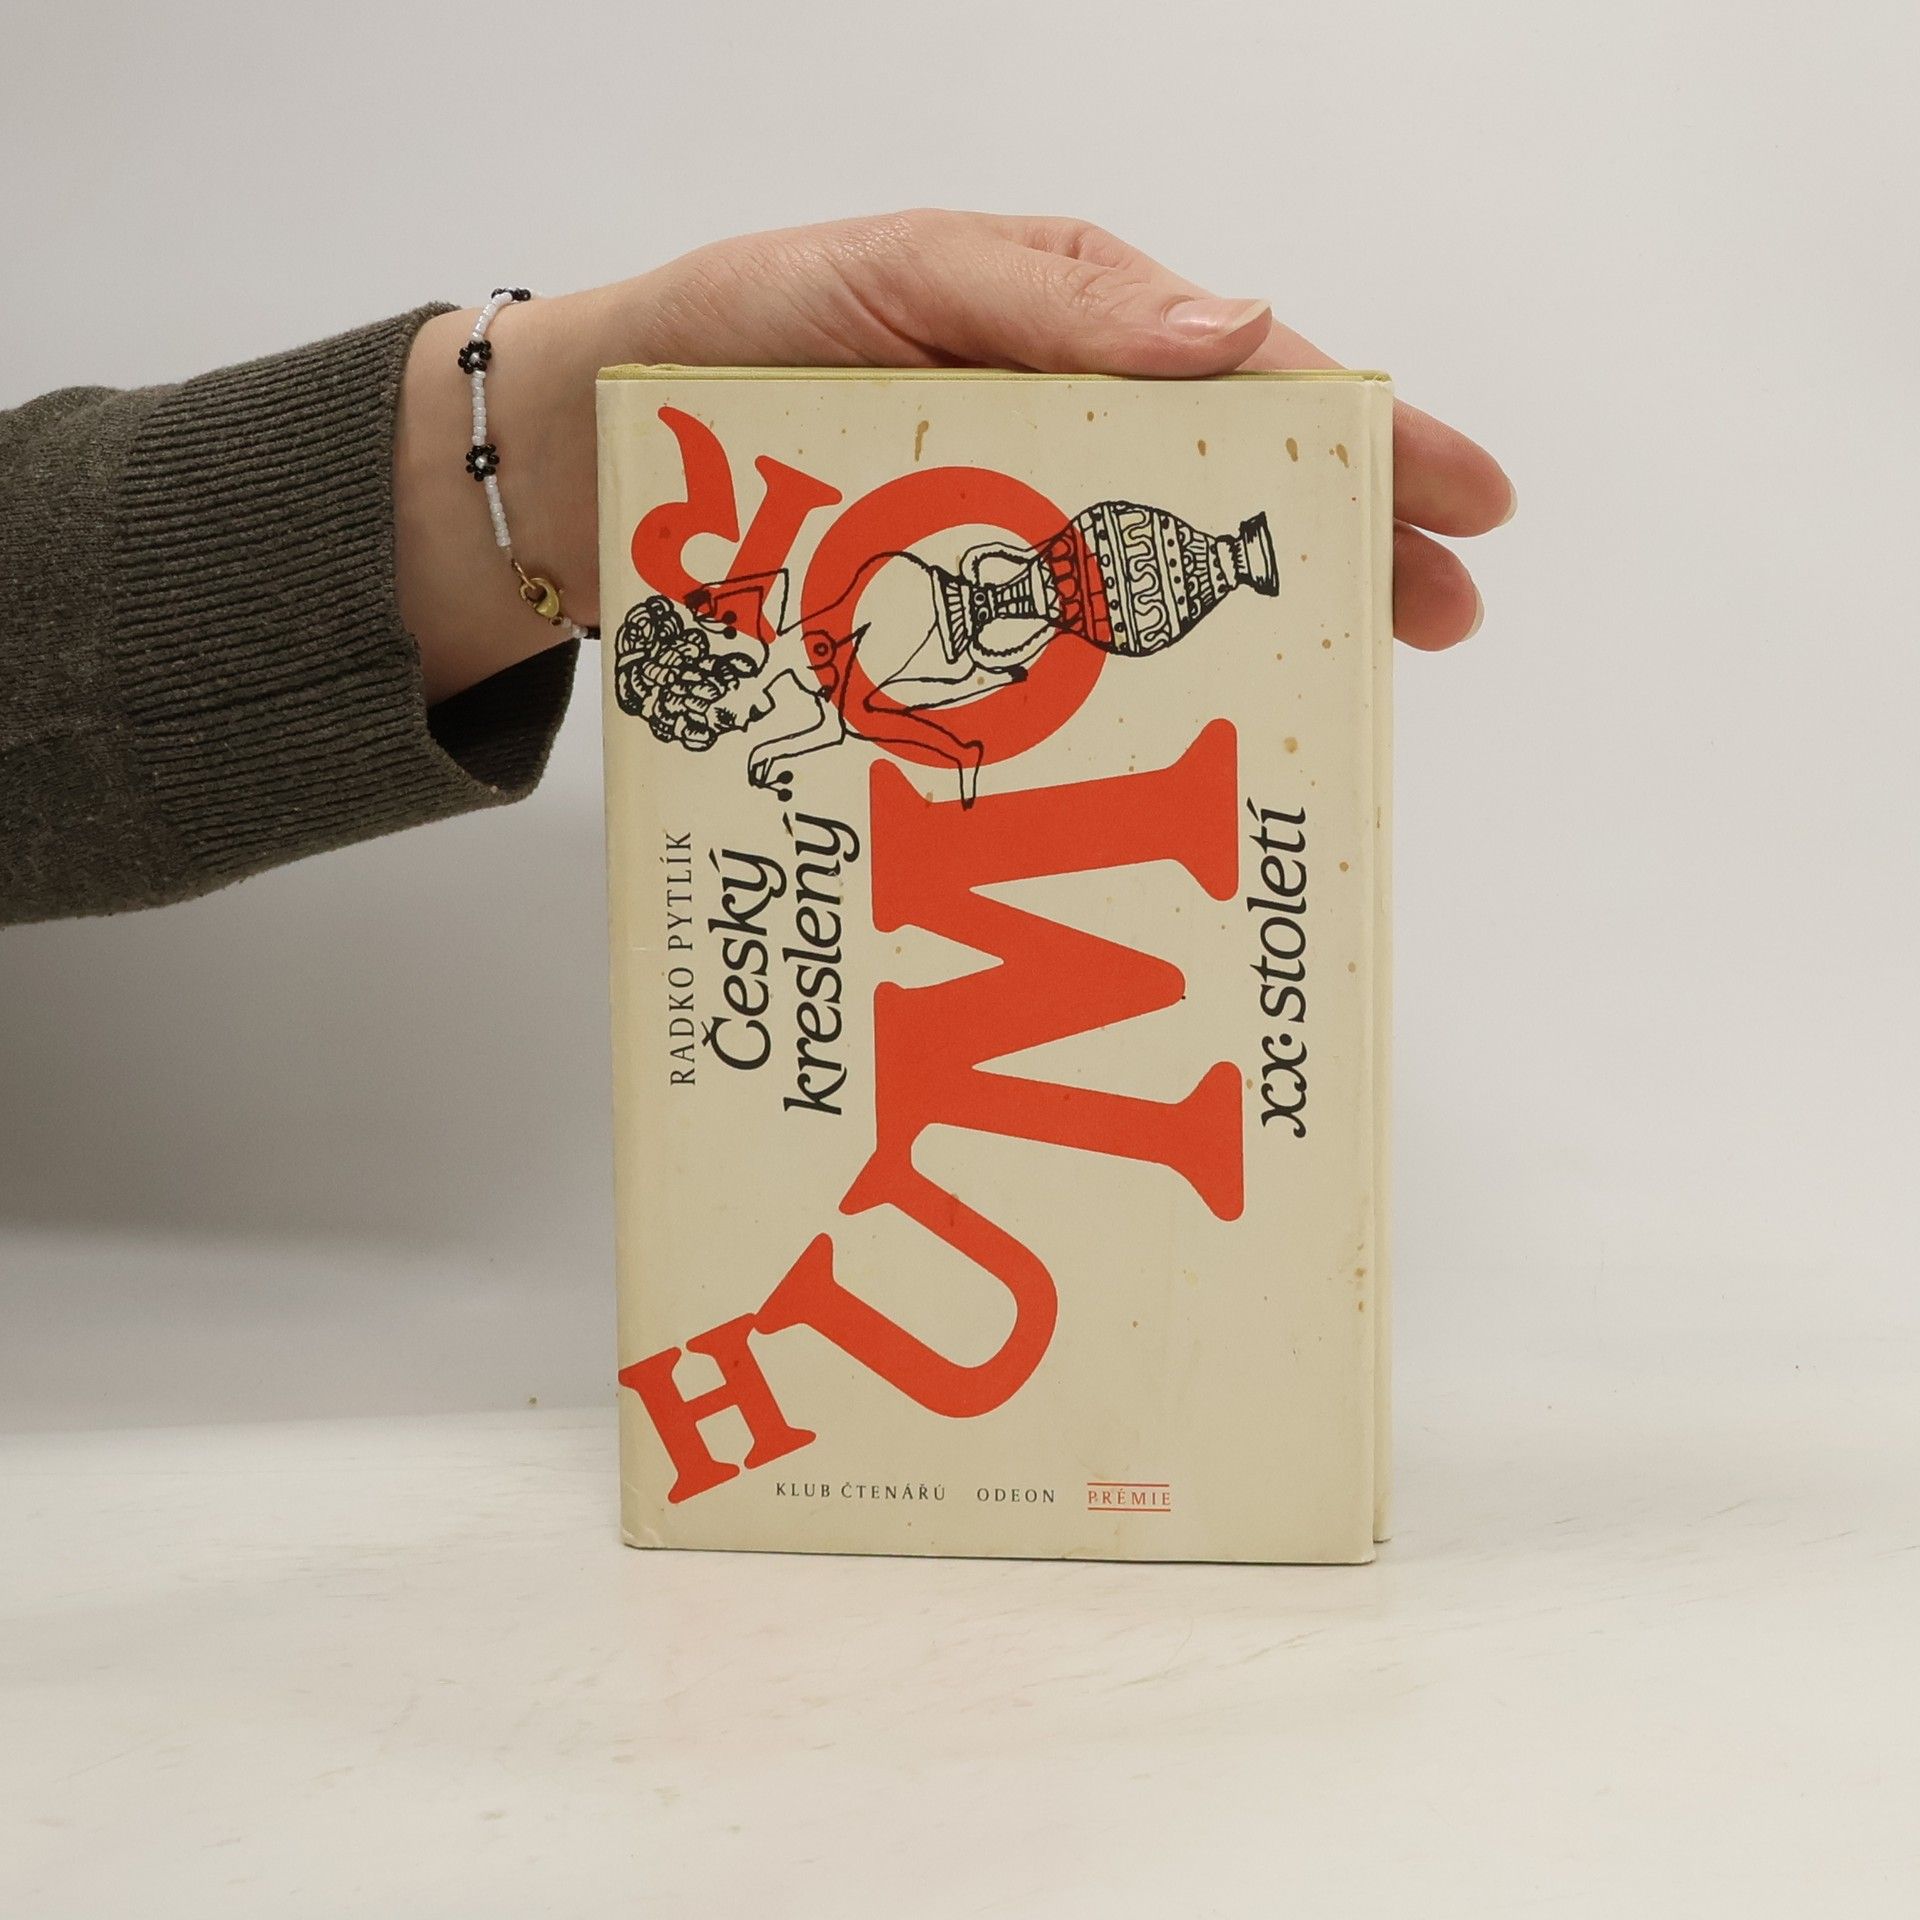 RADKO PYTLÍK
Český
kreslený
HUMOR
xx. století
KLUB ČTENÁŘŮ ODEON PRÉMIE